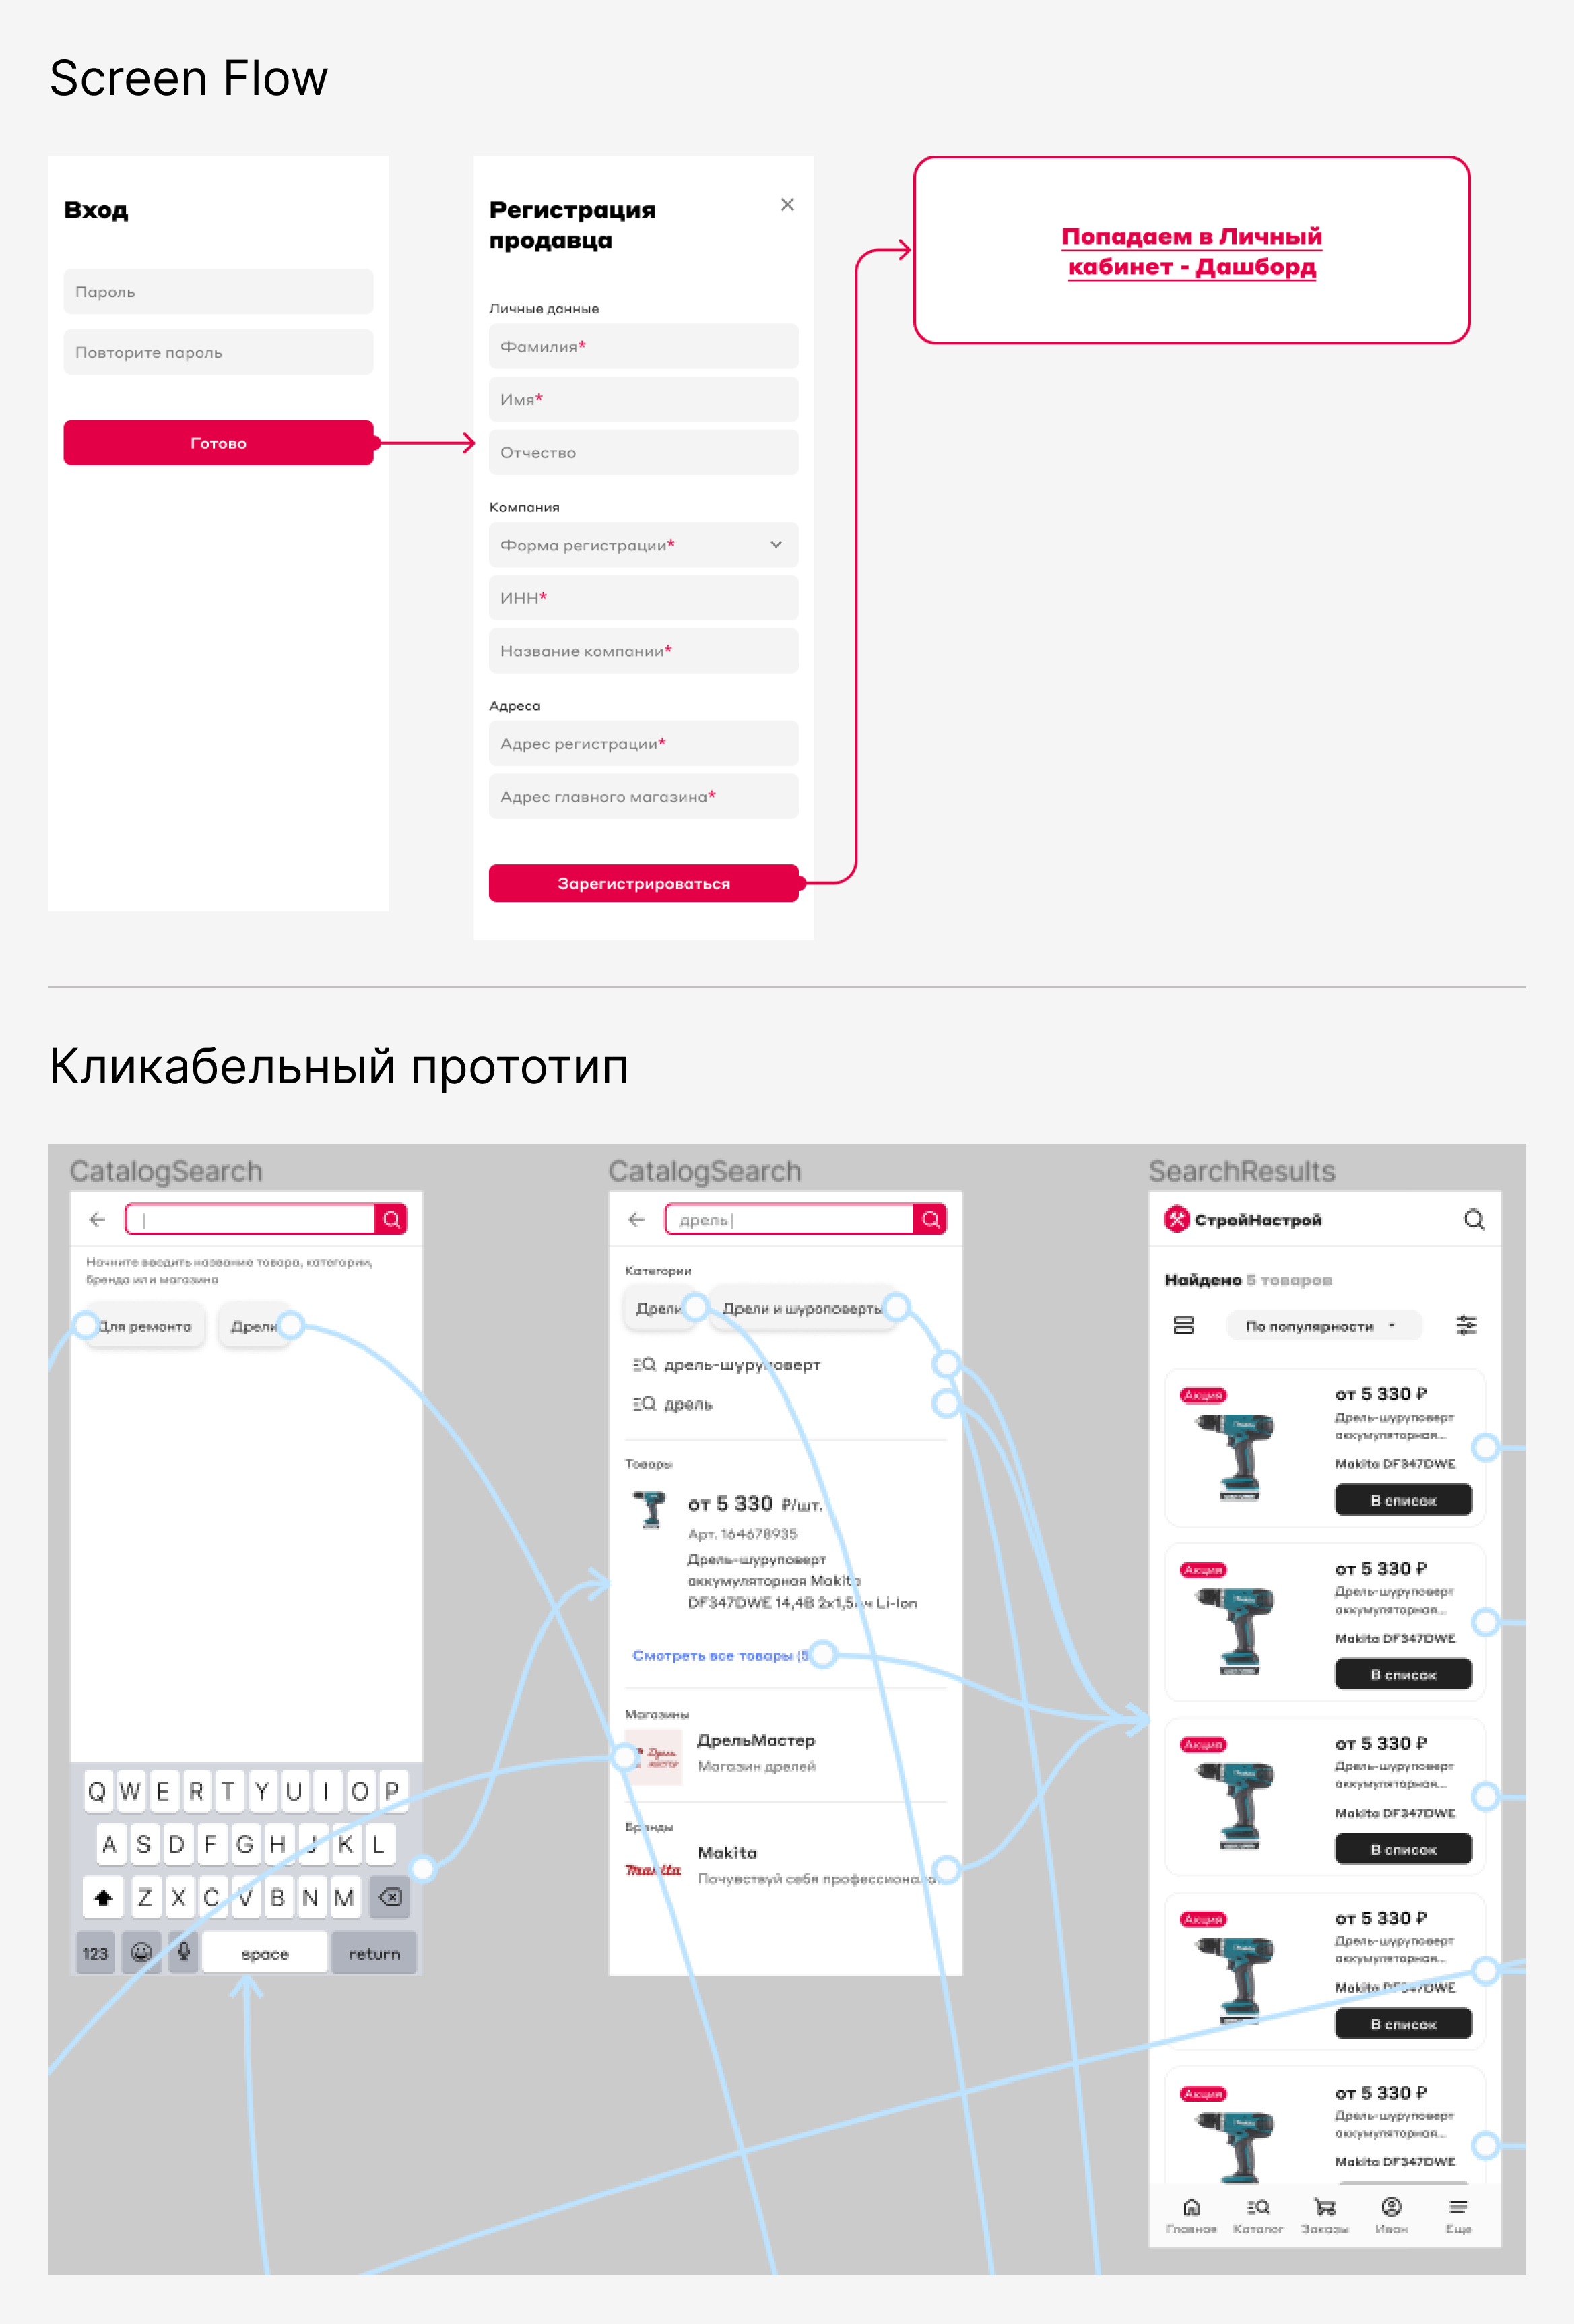 Screen Flow
Вход
Пароль
Повторите пароль
Готово
Регистрация
продавца
Личные данные
Фамилия*
Имя*
Отчество
Компания
Форма регистрации*
ИНН*
Название компании*
Адреса
Адрес регистрации*
Адрес главного магазина*
Зарегистрироваться
Попадаем в Личный
кабинет - Дашборд
Кликабельный прототип
CatalogSearch
Начните вводить название товара, категории,
бренда или магазина
Для ремонта
Дрели
Q W E R T Y U I O P
A S D F G H J K L
Z X C V B N M
123
space
return
CatalogSearch
дрель
Категории
Дрели
Дрели и шуроповерты
дрель-шуруповерт
дрель
Товары
от 5 330 ₽/шт.
Арт. 164678935
Дрель-шуруповерт
аккумуляторная Makita
DF347DWE 14,4В 2x1,5Ач Li-Ion
Смотреть все товары (5
Магазины
Дрель
МАСТЕР
ДрельМастер
Магазин дрелей
Бренды
makita
Makita
Почувствуй себя
SearchResults
СтройНастрой
Найдено 5 товаров
По популярности
Акция
от 5 330 ₽
Дрель-шуруповерт
аккумуляторная...
Makita DF347DWE
В список
Акция
от 5 330 ₽
Дрель-шуруповерт
аккумуляторная...
Makita DF347DWE
В список
Акция
от 5 330 ₽
Дрель-шуруповерт
аккумуляторная...
Makita DF347DWE
В список
Акция
от 5 330 ₽
Дрель-шуруповерт
аккумуляторная...
Makita DF347DWE
В список
Акция
от 5 330 ₽
Дрель-шуруповерт
аккумуляторная...
Makita DF347DWE
Главная
Каталог
Заказы
Иван
Еще